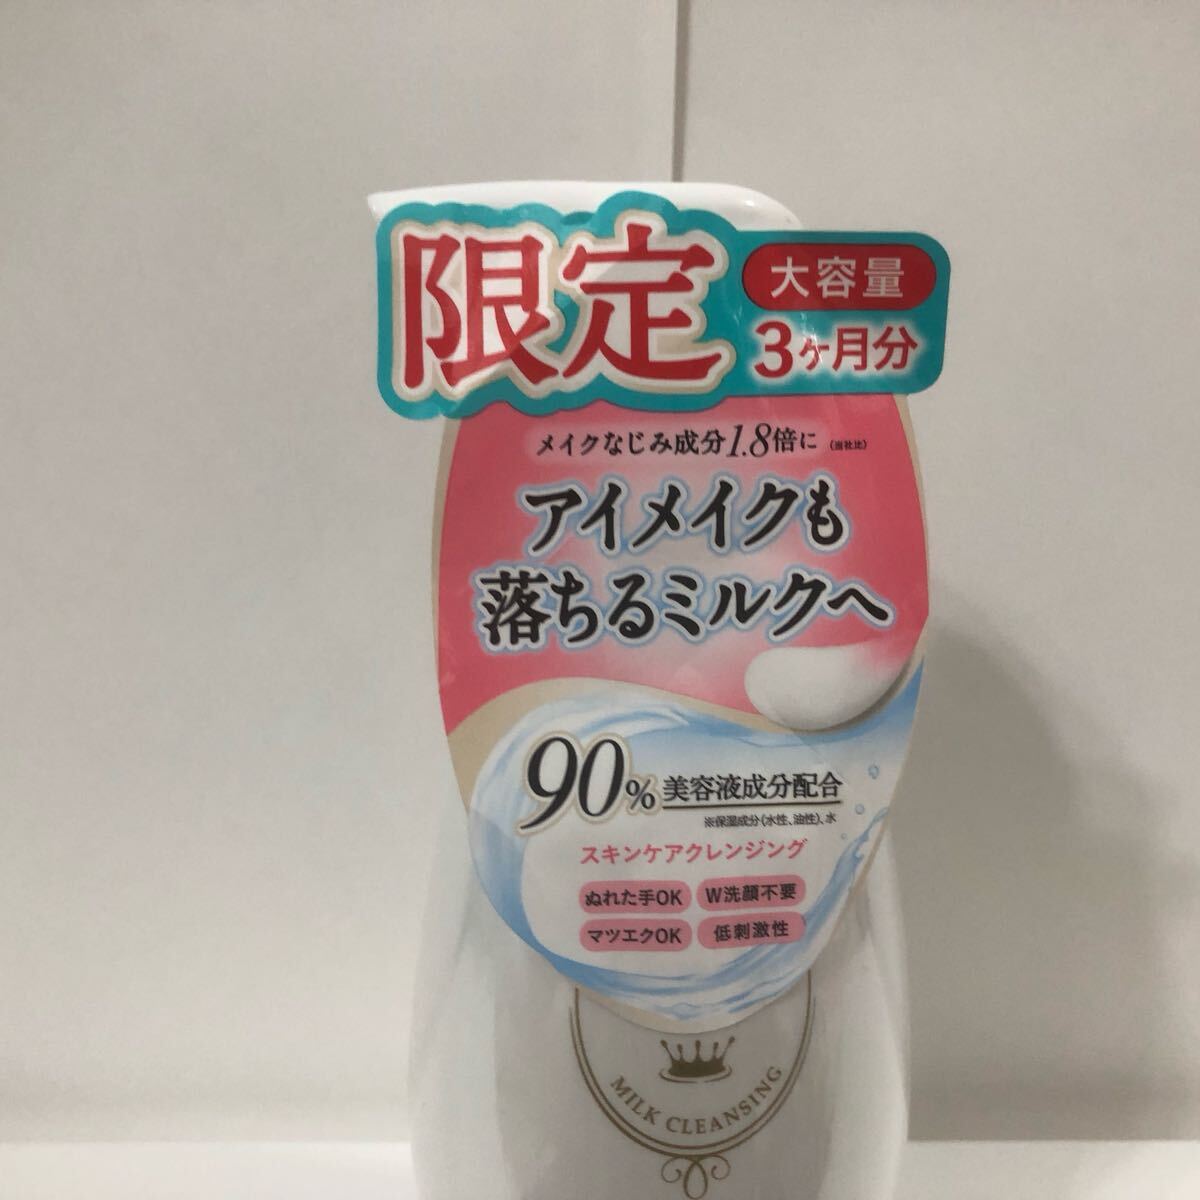 限定
大容量
3ヶ月分
メイクなじみ成分1.8倍に (当社比)
アイメイクも
落ちるミルクへ
90%美容液成分配合
※保湿成分(水性、油性)、水
スキンケアクレンジング
ぬれた手OK W洗顔不要
マツエクOK 低刺激性
MILK CLEANSING